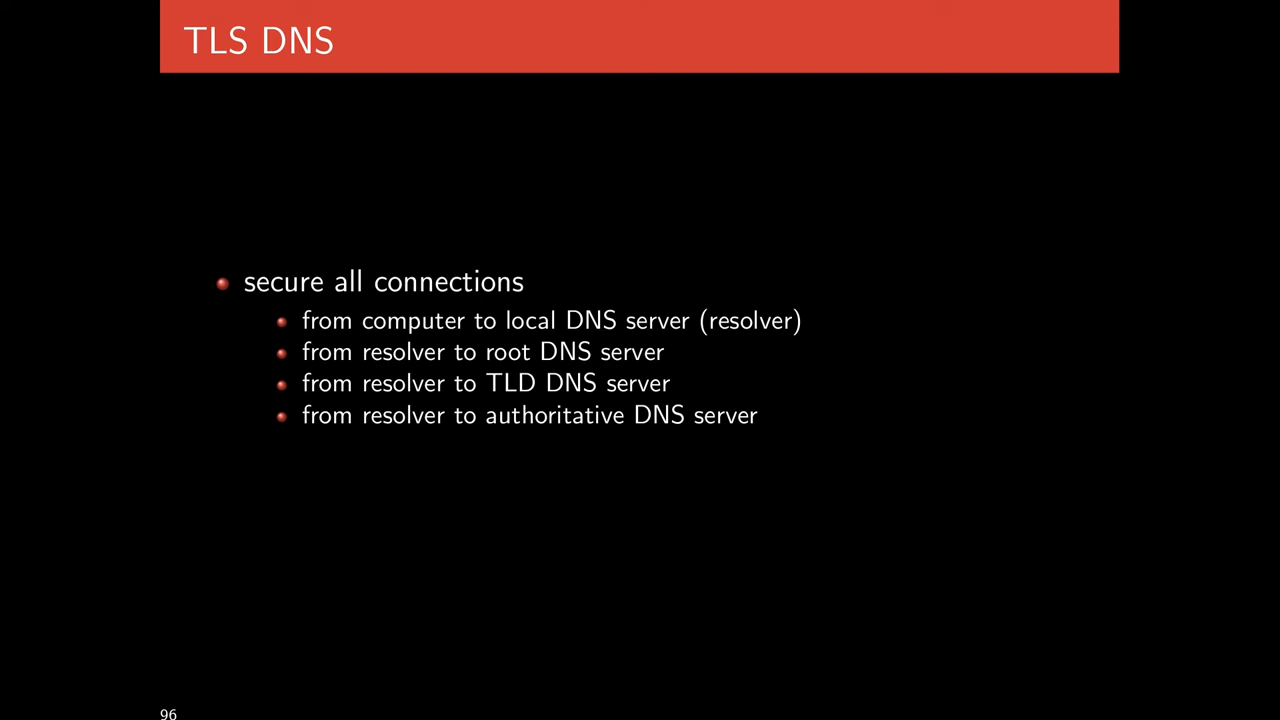 TLS DNS
secure all connections
from computer to local DNS server (resolver)
from resolver to root DNS server
from resolver to TLD DNS server
from resolver to authoritative DNS server
96